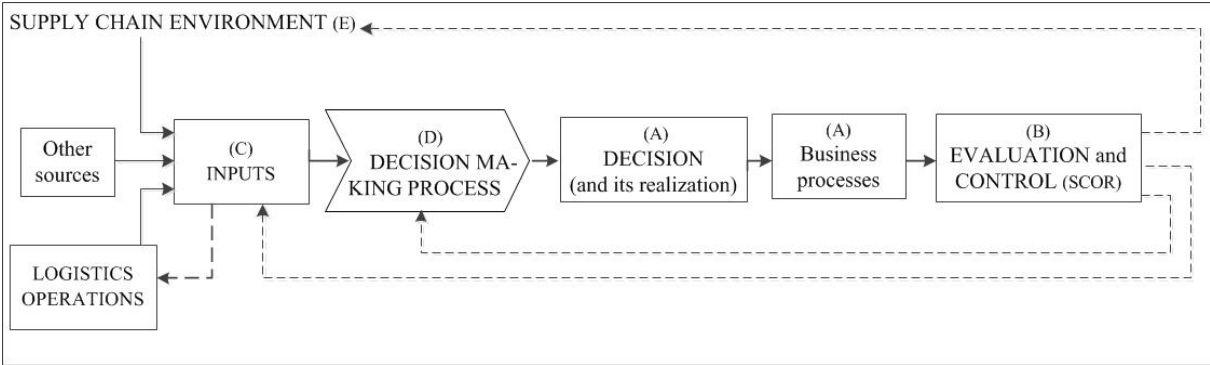 SUPPLY CHAIN ENVIRONMENT (E)
Other
sources
(C)
INPUTS
LOGISTICS
OPERATIONS
(D)
DECISION MA-
KING PROCESS
(A)
DECISION
(and its realization)
(A)
Business
processes
(B)
EVALUATION and
CONTROL (SCOR)